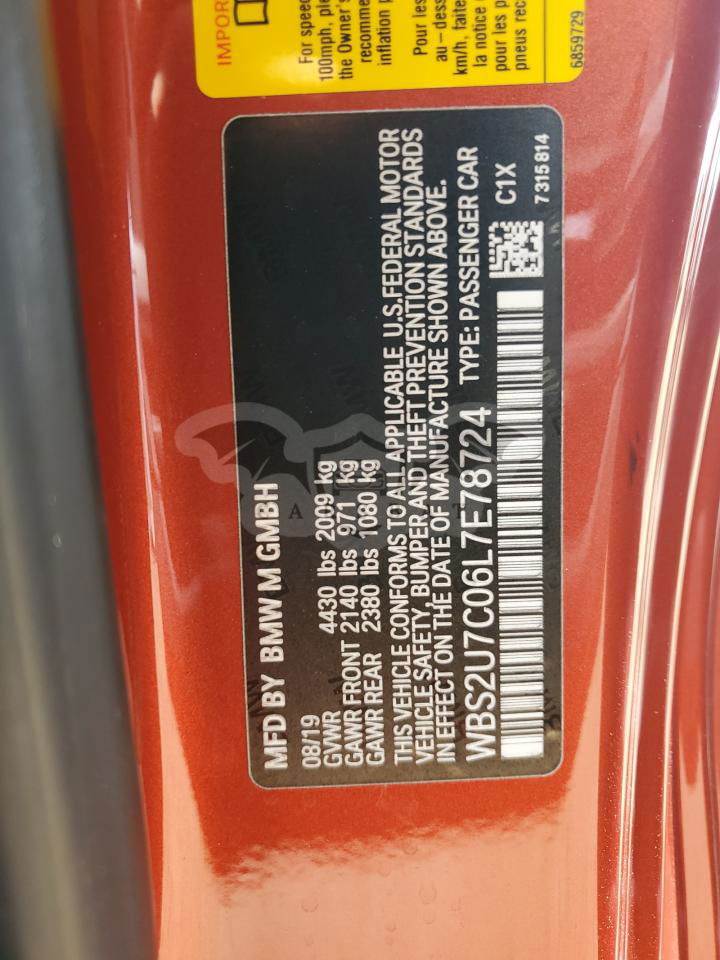 IMPOR
For speed
100mph, ple
the Owner's
recomme
inflation p
Pour les
au – dess
km/h, faite
la notice
pour les p
pneus rec
6859729
MFD BY BMW M GMBH
08/19
GVWR 4430 lbs 2009 kg
GAWR FRONT 2140 lbs 971 kg
GAWR REAR 2380 lbs 1080 kg
THIS VEHICLE CONFORMS TO ALL APPLICABLE U.S.FEDERAL MOTOR
VEHICLE SAFETY, BUMPER AND THEFT PREVENTION STANDARDS
IN EFFECT ON THE DATE OF MANUFACTURE SHOWN ABOVE.
WBS2U7C06L7E78724 TYPE: PASSENGER CAR
C1X
7315814